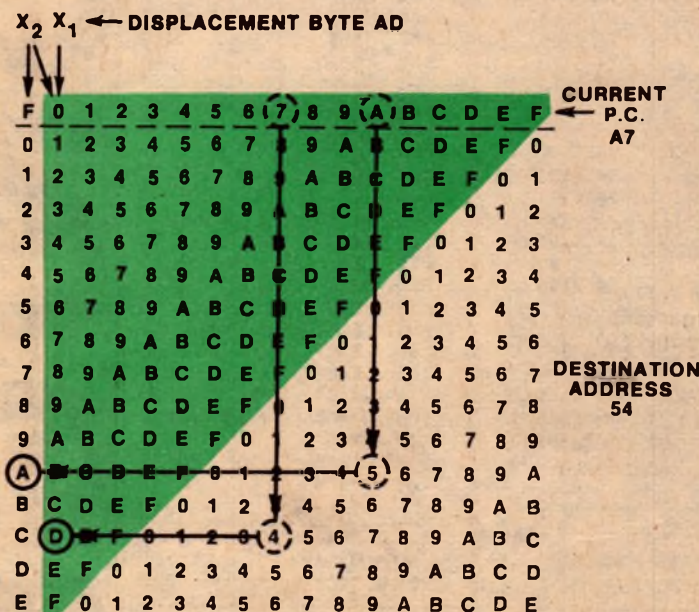 X₂ X₁ ← DISPLACEMENT BYTE AD
F 0 1 2 3 4 5 6 7 8 9 A B C D E F
CURRENT
P.C.
A7
0 1 2 3 4 5 6 7 8 9 A B C D E F 0
1 2 3 4 5 6 7 8 9 A B C D E F 0 1
2 3 4 5 6 7 8 9 A B C D E F 0 1 2
3 4 5 6 7 8 9 A B C D E F 0 1 2 3
4 5 6 7 8 9 A B C D E F 0 1 2 3 4
5 6 7 8 9 A B C D E F 0 1 2 3 4 5
6 7 8 9 A B C D E F 0 1 2 3 4 5 6
7 8 9 A B C D E F 0 1 2 3 4 5 6 7
DESTINATION
ADDRESS
54
8 9 A B C D E F 0 1 2 3 4 5 6 7 8
9 A B C D E F 0 1 2 3 4 5 6 7 8 9
A B C D E F 0 1 2 3 4 5 6 7 8 9 A
B C D E F 0 1 2 4 5 6 7 8 9 A B
C D E F 0 1 2 3 4 5 6 7 8 9 A B C
D E F 0 1 2 3 4 5 6 7 8 9 A B C D
E F 0 1 2 3 4 5 6 7 8 9 A B C D E